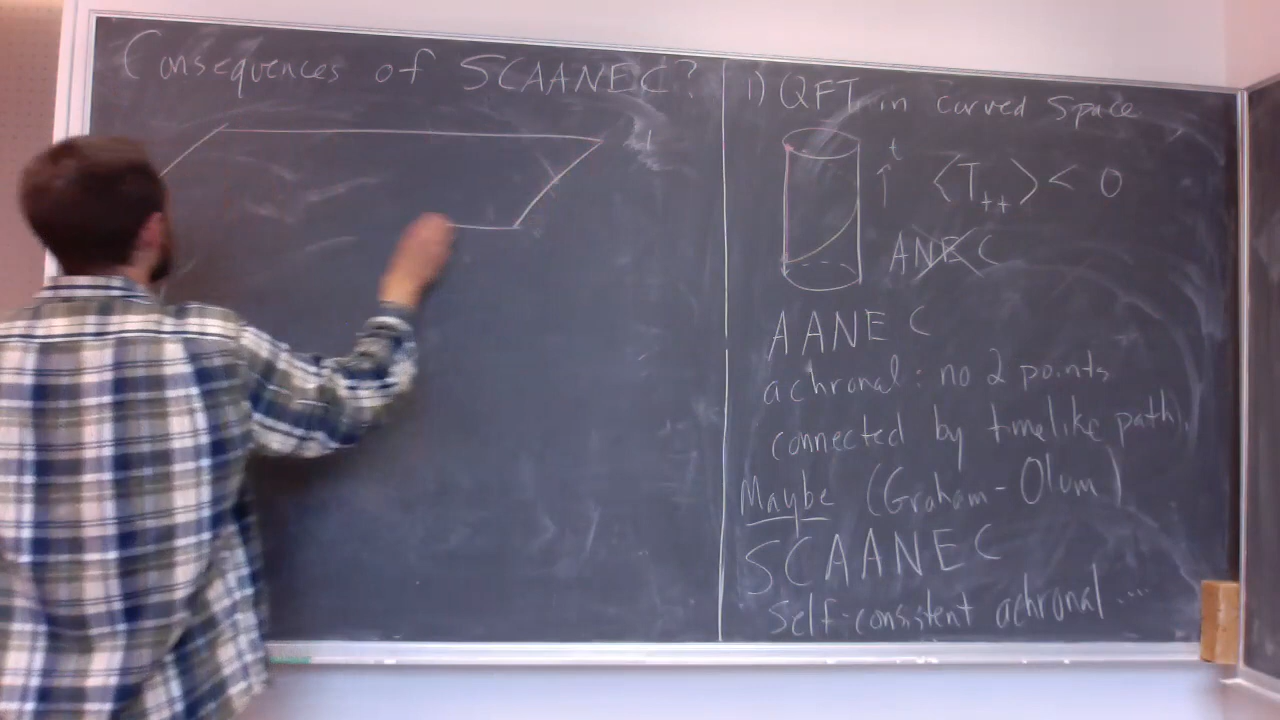 Consequences of SCAANEC?
1) QFT in Curved Space
t
⟨T₊₊⟩ < 0
ANEC
AANEC
achronal: no 2 points
connected by timelike path).
Maybe (Graham-Olum)
SCAANEC
self-consistent achronal ....